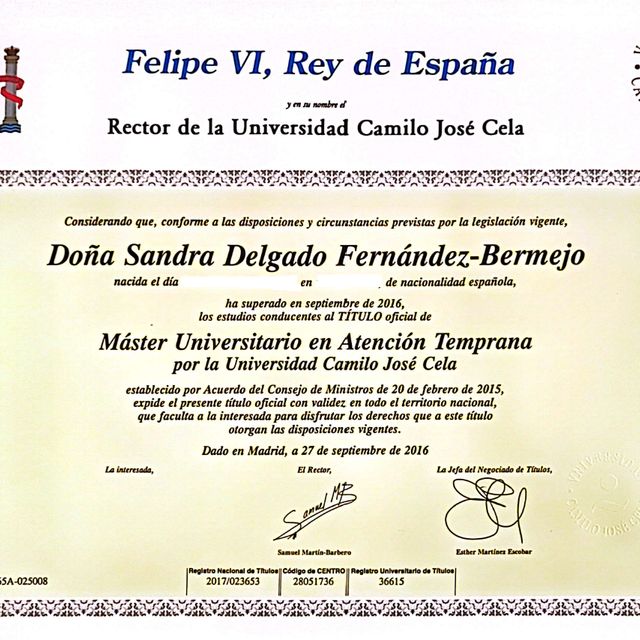 Felipe VI, Rey de España
y en su nombre el
Rector de la Universidad Camilo José Cela
Considerando que, conforme a las disposiciones y circunstancias previstas por la legislación vigente,
Doña Sandra Delgado Fernández-Bermejo
nacida el día en , de nacionalidad española,
ha superado en septiembre de 2016,
los estudios conducentes al TÍTULO oficial de
Máster Universitario en Atención Temprana
por la Universidad Camilo José Cela
establecido por Acuerdo del Consejo de Ministros de 20 de febrero de 2015,
expide el presente título oficial con validez en todo el territorio nacional,
que faculta a la interesada para disfrutar los derechos que a este título
otorgan las disposiciones vigentes.
Dado en Madrid, a 27 de septiembre de 2016
La interesada, El Rector, La Jefa del Negociado de Títulos,
Samuel Martín-Barbero Esther Martínez Escobar
Registro Nacional de Títulos Código de CENTRO Registro Universitario de Títulos
5A-025008 2017/023653 28051736 36615